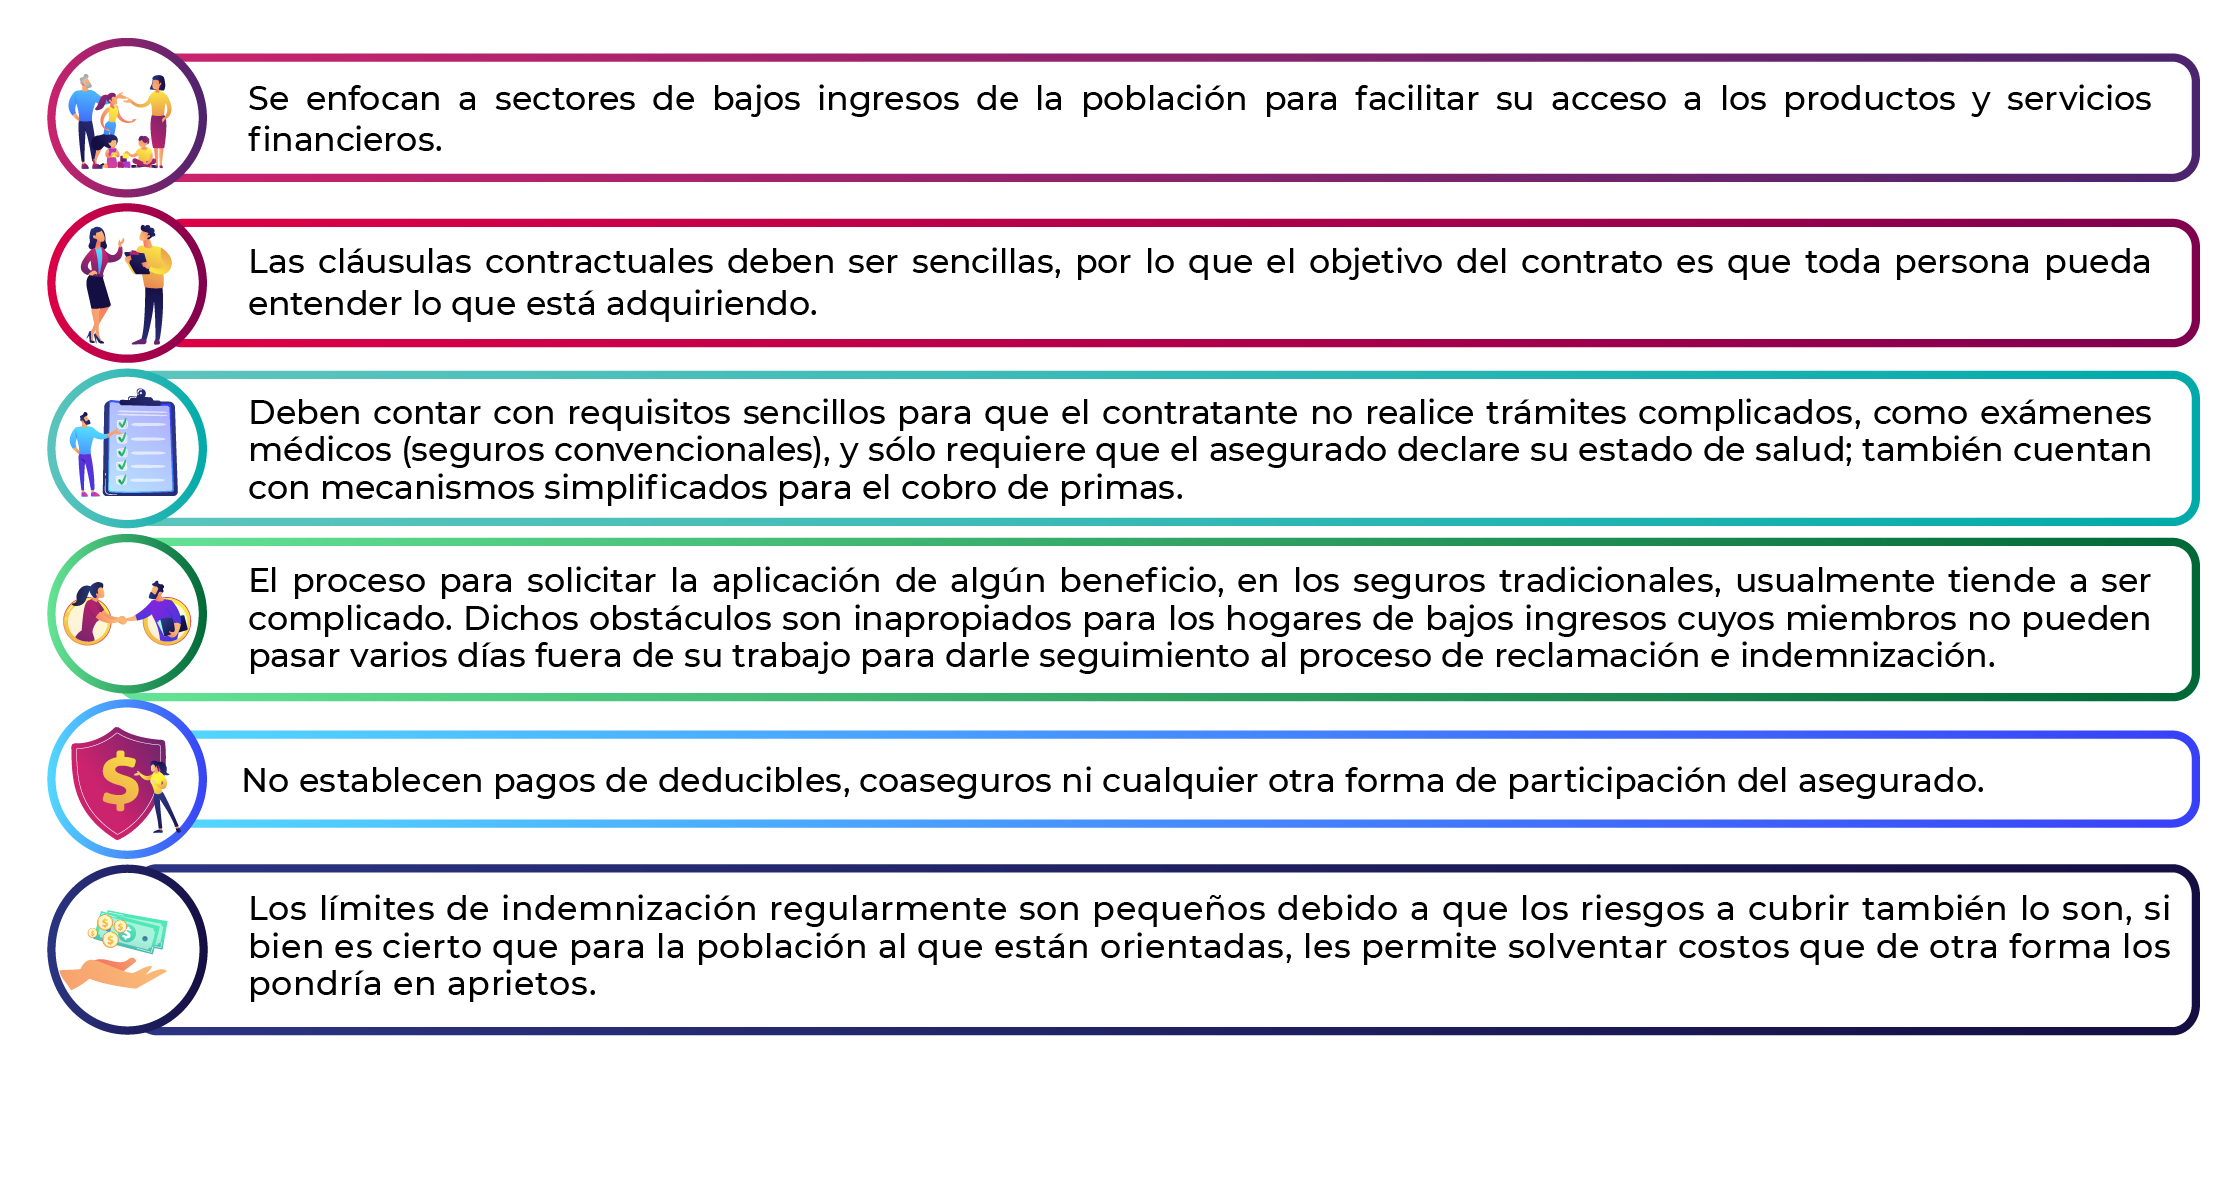 Se enfocan a sectores de bajos ingresos de la población para facilitar su acceso a los productos y servicios
financieros.
Las cláusulas contractuales deben ser sencillas, por lo que el objetivo del contrato es que toda persona pueda
entender lo que está adquiriendo.
Deben contar con requisitos sencillos para que el contratante no realice trámites complicados, como exámenes
médicos (seguros convencionales), y sólo requiere que el asegurado declare su estado de salud; también cuentan
con mecanismos simplificados para el cobro de primas.
El proceso para solicitar la aplicación de algún beneficio, en los seguros tradicionales, usualmente tiende a ser
complicado. Dichos obstáculos son inapropiados para los hogares de bajos ingresos cuyos miembros no pueden
pasar varios días fuera de su trabajo para darle seguimiento al proceso de reclamación e indemnización.
No establecen pagos de deducibles, coaseguros ni cualquier otra forma de participación del asegurado.
Los límites de indemnización regularmente son pequeños debido a que los riesgos a cubrir también lo son, si
bien es cierto que para la población al que están orientadas, les permite solventar costos que de otra forma los
pondría en aprietos.